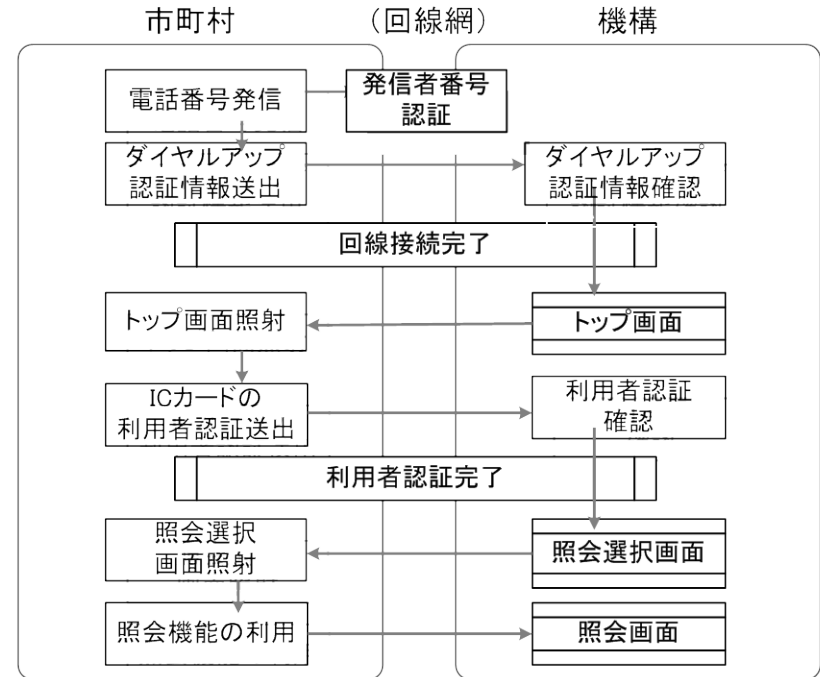 市町村 （回線網） 機構
電話番号発信
発信者番号
認証
ダイヤルアップ
認証情報送出
ダイヤルアップ
認証情報確認
回線接続完了
トップ画面照射
トップ画面
ICカードの
利用者認証送出
利用者認証
確認
利用者認証完了
照会選択
画面照射
照会選択画面
照会機能の利用
照会画面